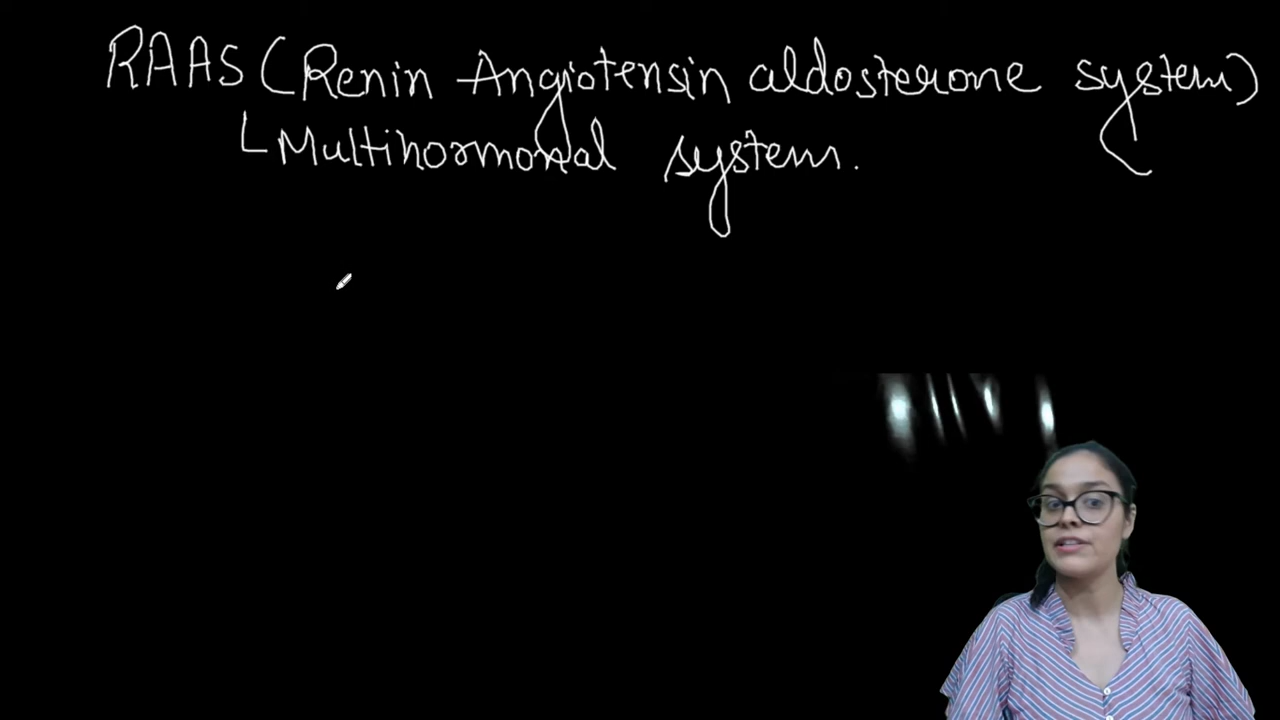 RAAS (Renin Angiotensin aldosterone system)
Multihormonal system.